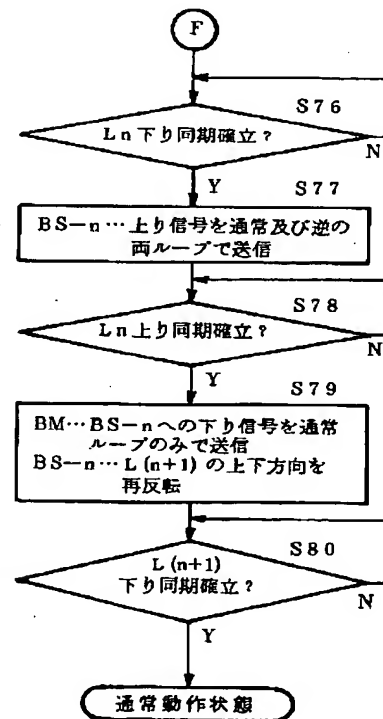 F
S76
Ln下り同期確立?
N
Y
S77
BS−n…上り信号を通常及び逆の
両ループで送信
S78
Ln上り同期確立?
N
Y
S79
BM…BS−nへの下り信号を通常
ループのみで送信
BS−n…L(n+1)の上下方向を
再反転
S80
L(n+1)
下り同期確立?
N
Y
通常動作状態